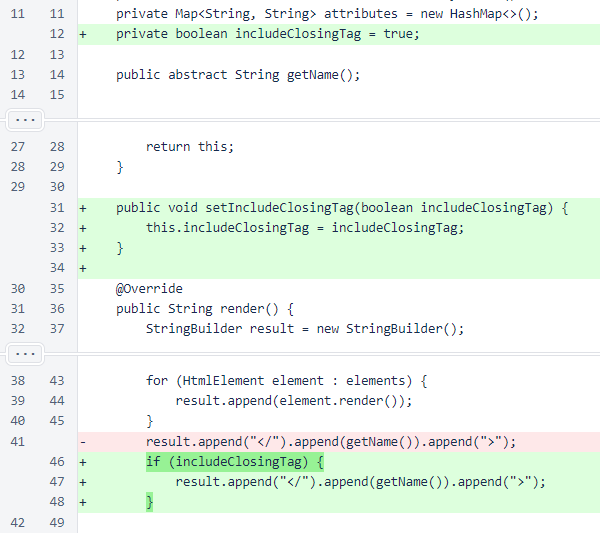 11 11 private Map<String, String> attributes = new HashMap<>();
12 + private boolean includeClosingTag = true;
12 13
13 14 public abstract String getName();
14 15
...
27 28 return this;
28 29 }
29 30
31 + public void setIncludeClosingTag(boolean includeClosingTag) {
32 + this.includeClosingTag = includeClosingTag;
33 + }
34 +
30 35 @Override
31 36 public String render() {
32 37 StringBuilder result = new StringBuilder();
...
38 43 for (HtmlElement element : elements) {
39 44 result.append(element.render());
40 45 }
41 - result.append("</").append(getName()).append(">");
46 + if (includeClosingTag) {
47 + result.append("</").append(getName()).append(">");
48 + }
42 49